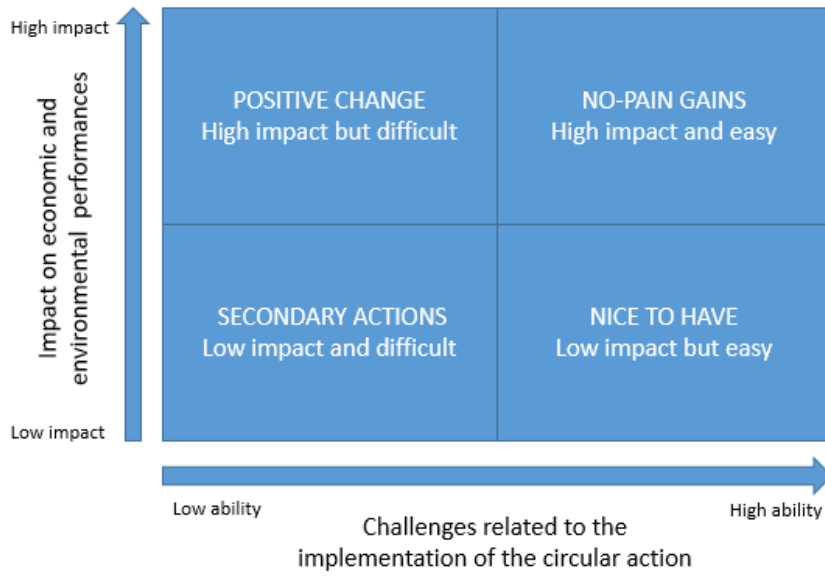 High impact
Impact on economic and
environmental performances
Low impact
POSITIVE CHANGE
High impact but difficult
NO-PAIN GAINS
High impact and easy
SECONDARY ACTIONS
Low impact and difficult
NICE TO HAVE
Low impact but easy
Low ability
High ability
Challenges related to the
implementation of the circular action